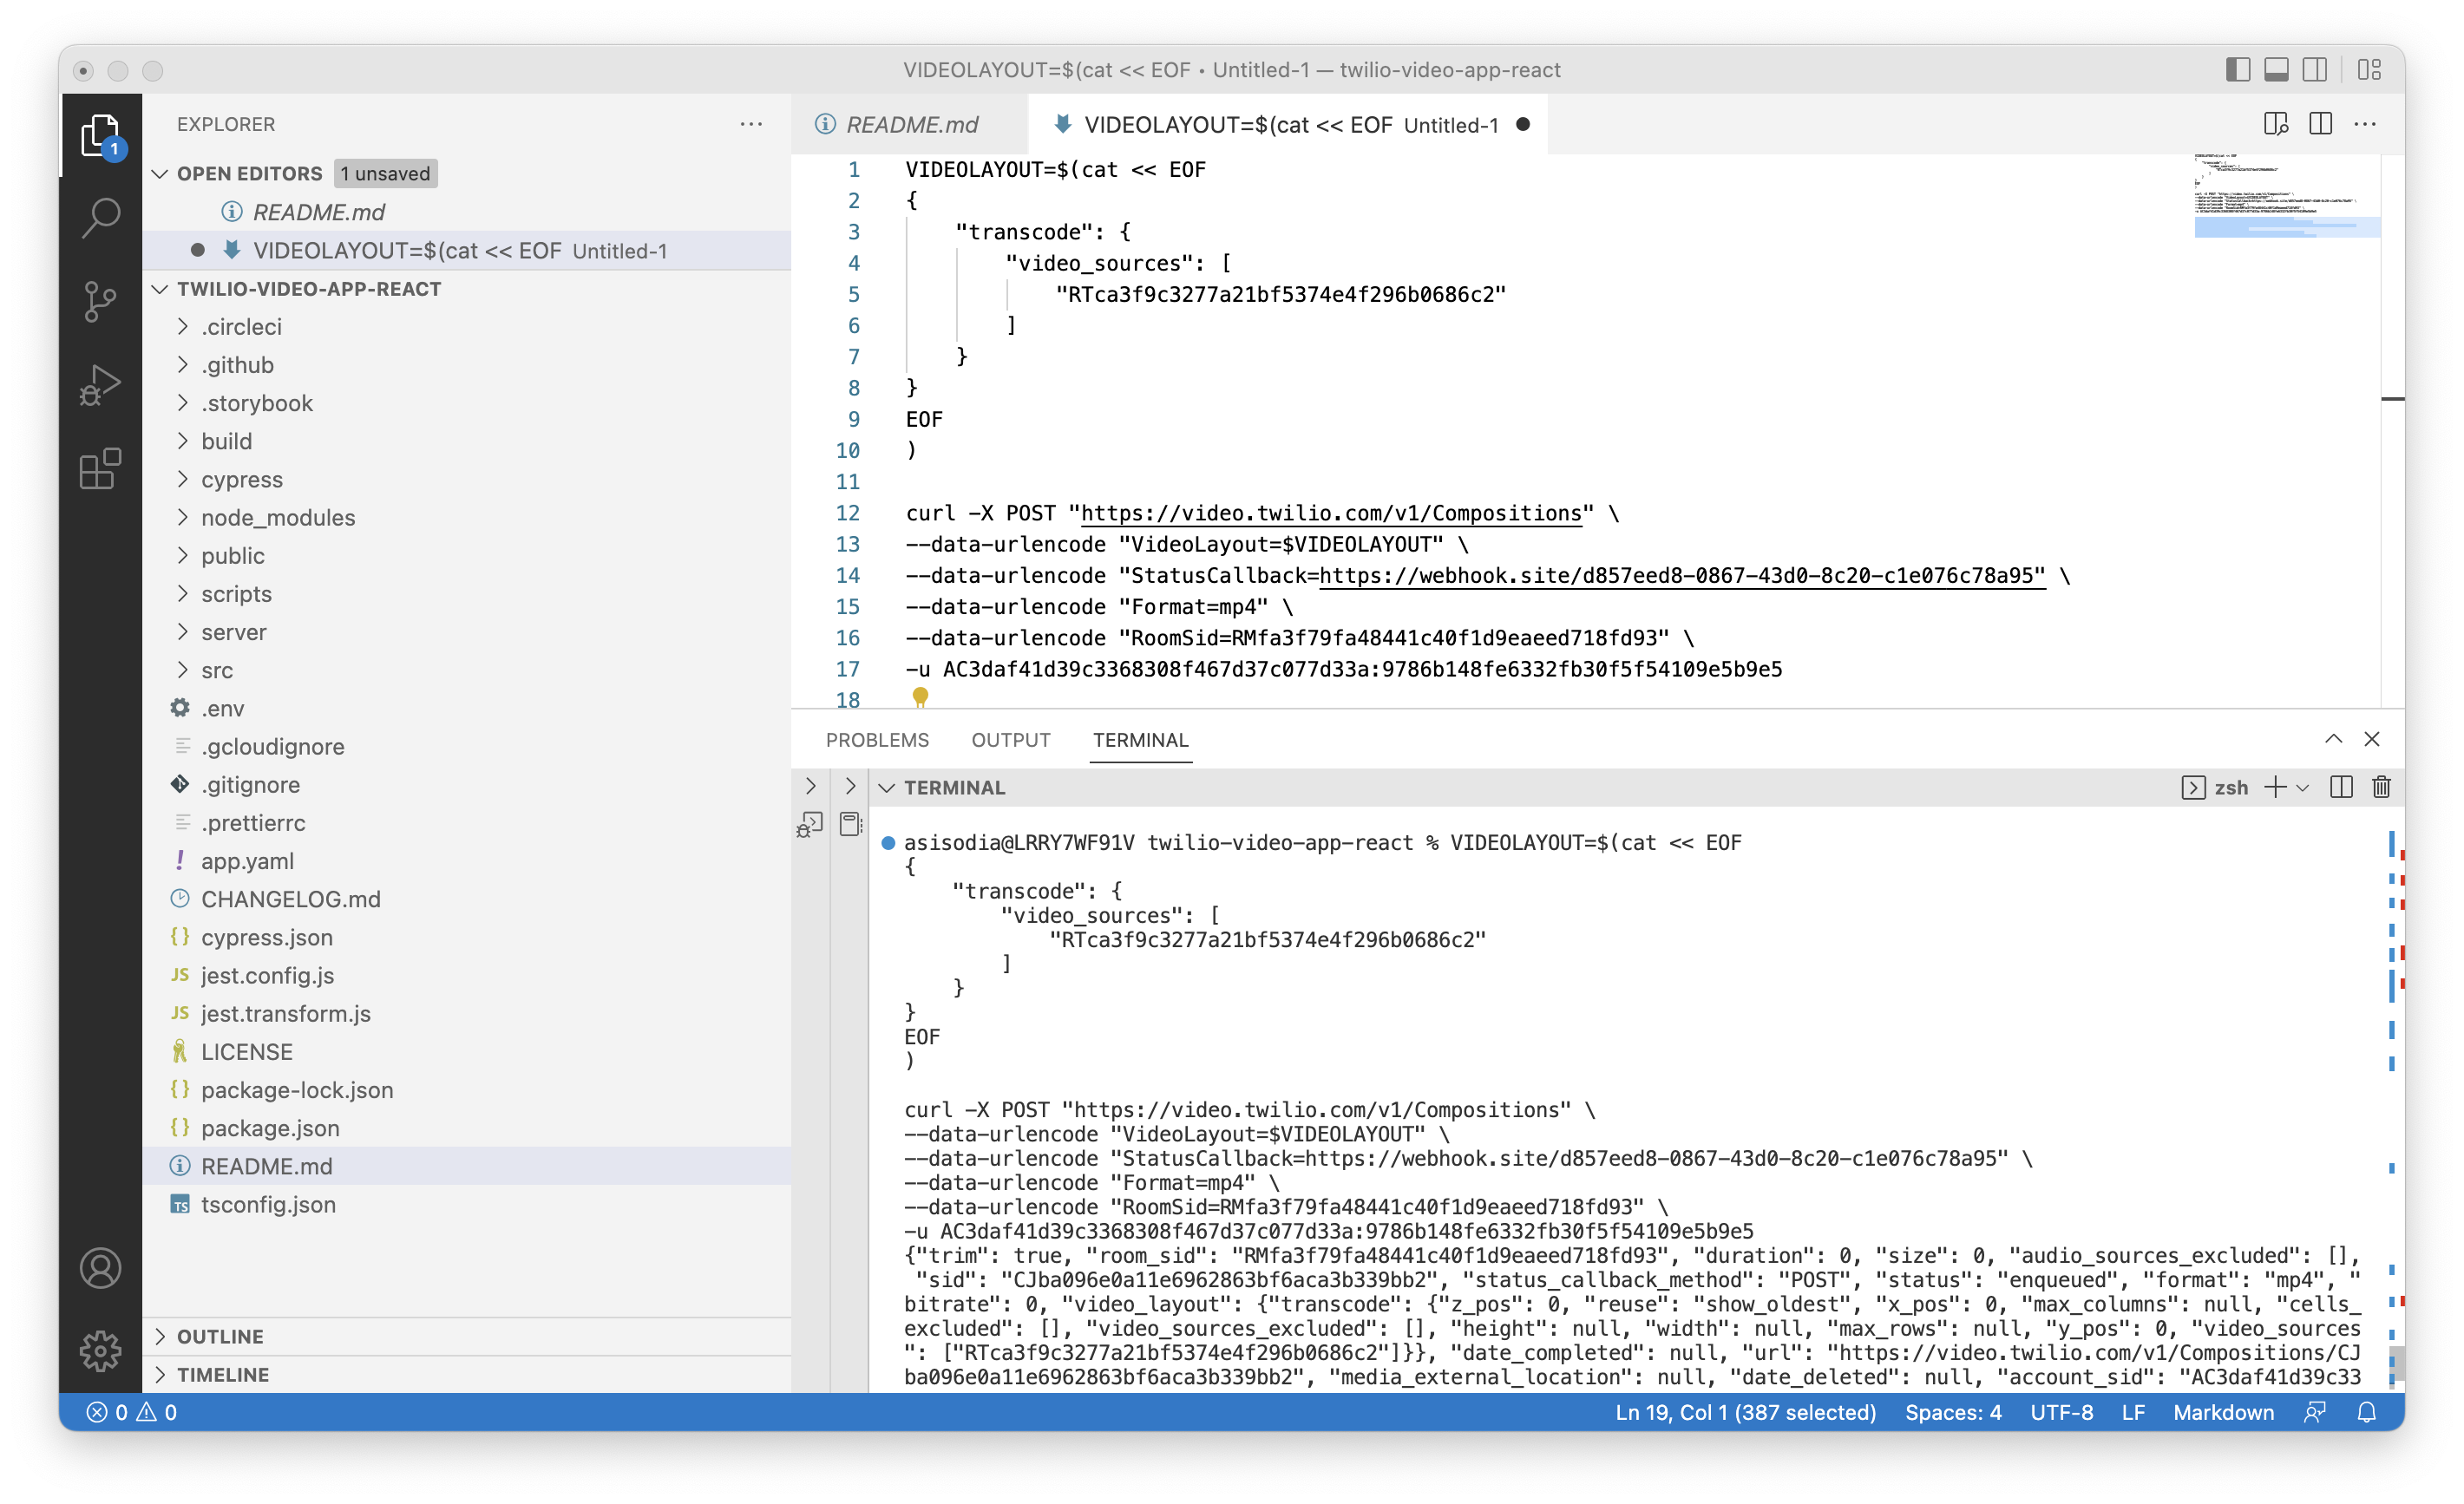 VIDEOLAYOUT=$(cat << EOF • Untitled-1 — twilio-video-app-react
EXPLORER
OPEN EDITORS 1 unsaved
README.md
VIDEOLAYOUT=$(cat << EOF Untitled-1
TWILIO-VIDEO-APP-REACT
.circleci
.github
.storybook
build
cypress
node_modules
public
scripts
server
src
.env
.gcloudignore
.gitignore
.prettierrc
app.yaml
CHANGELOG.md
cypress.json
JS jest.config.js
JS jest.transform.js
LICENSE
package-lock.json
package.json
README.md
TS tsconfig.json
OUTLINE
TIMELINE
1
README.md
VIDEOLAYOUT=$(cat << EOF Untitled-1
1 VIDEOLAYOUT=$(cat << EOF
2 {
3 "transcode": {
4 "video_sources": [
5 "RTca3f9c3277a21bf5374e4f296b0686c2"
6 ]
7 }
8 }
9 EOF
10 )
11
12 curl -X POST "https://video.twilio.com/v1/Compositions" \
13 --data-urlencode "VideoLayout=$VIDEOLAYOUT" \
14 --data-urlencode "StatusCallback=https://webhook.site/d857eed8-0867-43d0-8c20-c1e076c78a95" \
15 --data-urlencode "Format=mp4" \
16 --data-urlencode "RoomSid=RMfa3f79fa48441c40f1d9eaeed718fd93" \
17 -u AC3daf41d39c3368308f467d37c077d33a:9786b148fe6332fb30f5f54109e5b9e5
18
PROBLEMS OUTPUT TERMINAL
TERMINAL
zsh
asisodia@LRRY7WF91V twilio-video-app-react % VIDEOLAYOUT=$(cat << EOF
{
"transcode": {
"video_sources": [
"RTca3f9c3277a21bf5374e4f296b0686c2"
]
}
}
EOF
)
curl -X POST "https://video.twilio.com/v1/Compositions" \
--data-urlencode "VideoLayout=$VIDEOLAYOUT" \
--data-urlencode "StatusCallback=https://webhook.site/d857eed8-0867-43d0-8c20-c1e076c78a95" \
--data-urlencode "Format=mp4" \
--data-urlencode "RoomSid=RMfa3f79fa48441c40f1d9eaeed718fd93" \
-u AC3daf41d39c3368308f467d37c077d33a:9786b148fe6332fb30f5f54109e5b9e5
{"trim": true, "room_sid": "RMfa3f79fa48441c40f1d9eaeed718fd93", "duration": 0, "size": 0, "audio_sources_excluded": [],
"sid": "CJba096e0a11e6962863bf6aca3b339bb2", "status_callback_method": "POST", "status": "enqueued", "format": "mp4", "
bitrate": 0, "video_layout": {"transcode": {"z_pos": 0, "reuse": "show_oldest", "x_pos": 0, "max_columns": null, "cells_
excluded": [], "video_sources_excluded": [], "height": null, "width": null, "max_rows": null, "y_pos": 0, "video_sources
": ["RTca3f9c3277a21bf5374e4f296b0686c2"]}}, "date_completed": null, "url": "https://video.twilio.com/v1/Compositions/CJ
ba096e0a11e6962863bf6aca3b339bb2", "media_external_location": null, "date_deleted": null, "account_sid": "AC3daf41d39c33
0 0
Ln 19, Col 1 (387 selected) Spaces: 4 UTF-8 LF Markdown